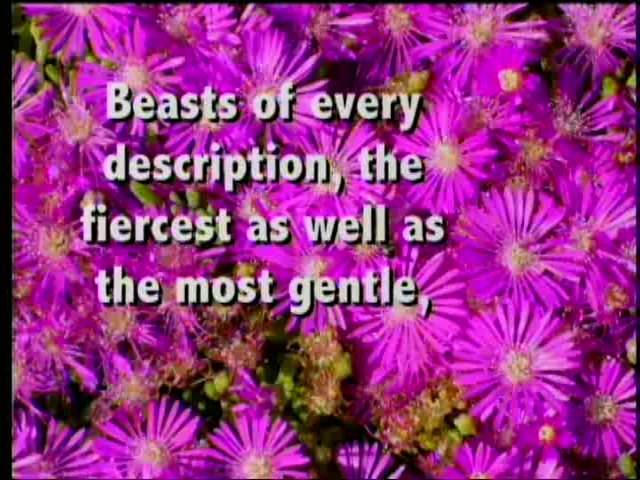 Beasts of every
description, the
fiercest as well as
the most gentle,